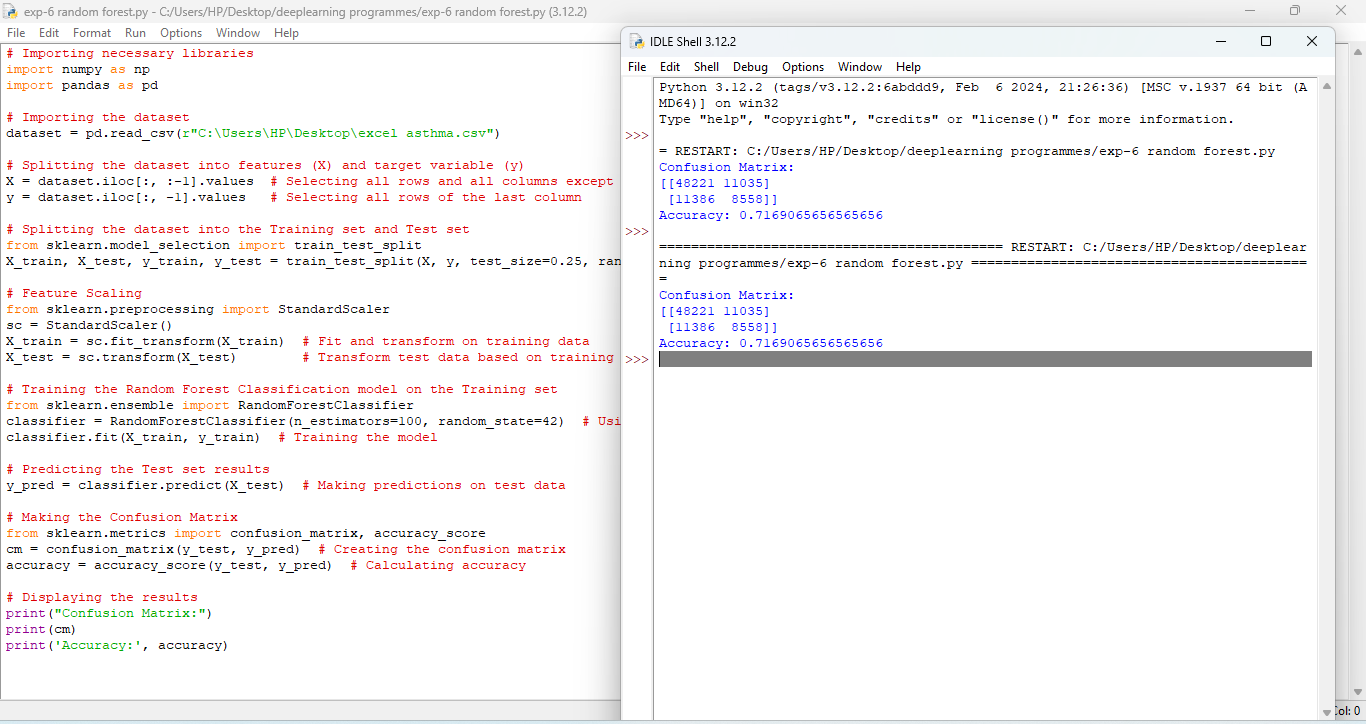 exp-6 random forest.py - C:/Users/HP/Desktop/deeplearning programmes/exp-6 random forest.py (3.12.2)
File Edit Format Run Options Window Help
# Importing necessary libraries
import numpy as np
import pandas as pd
# Importing the dataset
dataset = pd.read_csv(r"C:\Users\HP\Desktop\excel asthma.csv")
# Splitting the dataset into features (X) and target variable (y)
X = dataset.iloc[:, :-1].values # Selecting all rows and all columns except
y = dataset.iloc[:, -1].values # Selecting all rows of the last column
# Splitting the dataset into the Training set and Test set
from sklearn.model_selection import train_test_split
X_train, X_test, y_train, y_test = train_test_split(X, y, test_size=0.25, ran
# Feature Scaling
from sklearn.preprocessing import StandardScaler
sc = StandardScaler()
X_train = sc.fit_transform(X_train) # Fit and transform on training data
X_test = sc.transform(X_test) # Transform test data based on training
# Training the Random Forest Classification model on the Training set
from sklearn.ensemble import RandomForestClassifier
classifier = RandomForestClassifier(n_estimators=100, random_state=42) # Usi
classifier.fit(X_train, y_train) # Training the model
# Predicting the Test set results
y_pred = classifier.predict(X_test) # Making predictions on test data
# Making the Confusion Matrix
from sklearn.metrics import confusion_matrix, accuracy_score
cm = confusion_matrix(y_test, y_pred) # Creating the confusion matrix
accuracy = accuracy_score(y_test, y_pred) # Calculating accuracy
# Displaying the results
print("Confusion Matrix:")
print(cm)
print('Accuracy:', accuracy)
IDLE Shell 3.12.2
File Edit Shell Debug Options Window Help
Python 3.12.2 (tags/v3.12.2:6abddd9, Feb 6 2024, 21:26:36) [MSC v.1937 64 bit (A
MD64)] on win32
Type "help", "copyright", "credits" or "license()" for more information.
>>>
= RESTART: C:/Users/HP/Desktop/deeplearning programmes/exp-6 random forest.py
Confusion Matrix:
[[48221 11035]
[11386 8558]]
Accuracy: 0.7169065656565656
>>>
=========================================== RESTART: C:/Users/HP/Desktop/deeplear
ning programmes/exp-6 random forest.py ==========================================
=
Confusion Matrix:
[[48221 11035]
[11386 8558]]
Accuracy: 0.7169065656565656
>>>
Col: 0